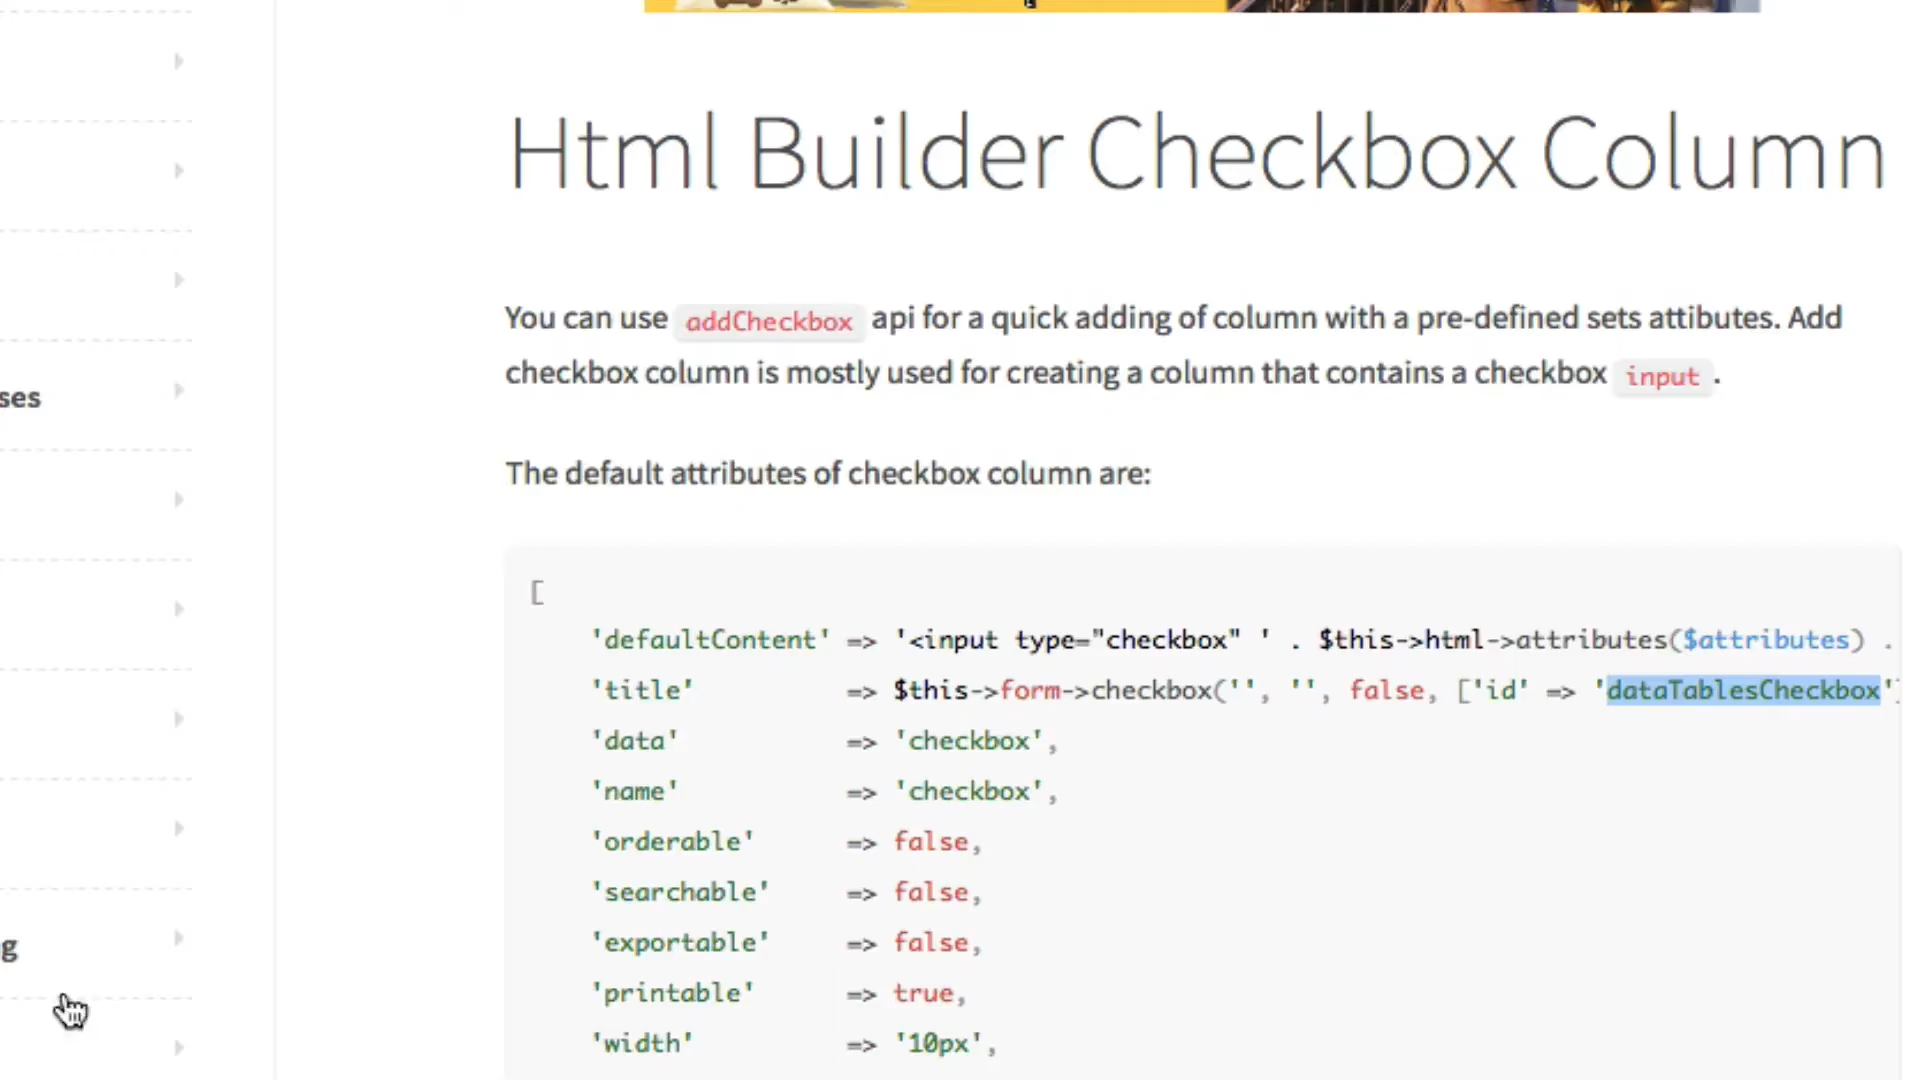 Html Builder Checkbox Column
You can use addCheckbox api for a quick adding of column with a pre-defined sets attibutes. Add
checkbox column is mostly used for creating a column that contains a checkbox input .
The default attributes of checkbox column are:
[
'defaultContent' => '<input type="checkbox" ' . $this->html->attributes($attributes) .
'title' => $this->form->checkbox('', '', false, ['id' => 'dataTablesCheckbox']
'data' => 'checkbox',
'name' => 'checkbox',
'orderable' => false,
'searchable' => false,
'exportable' => false,
'printable' => true,
'width' => '10px',
ses
g